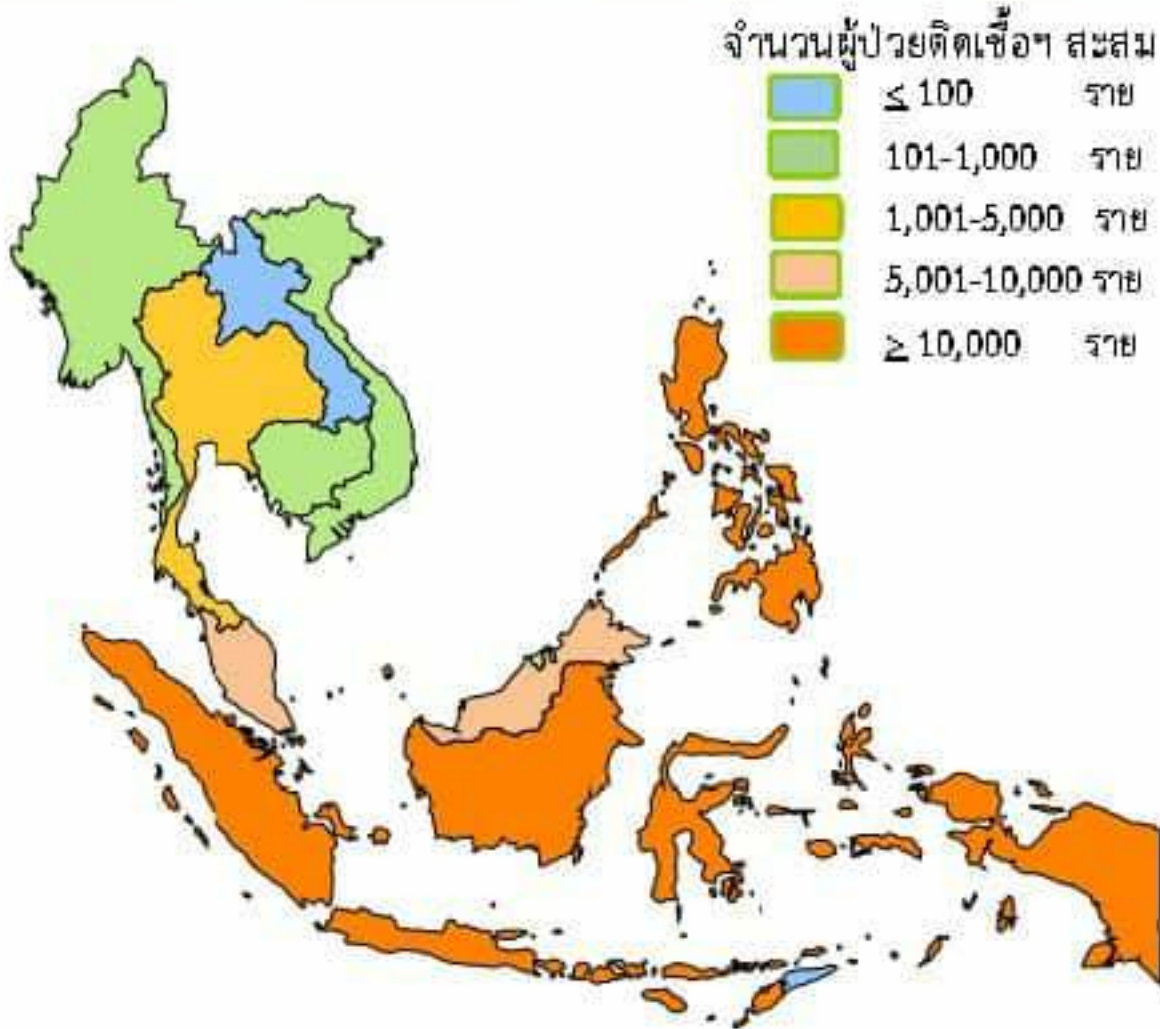 จำนวนผู้ป่วยติดเชื้อฯ สะสม
≤ 100 ราย
101-1,000 ราย
1,001-5,000 ราย
5,001-10,000 ราย
≥ 10,000 ราย